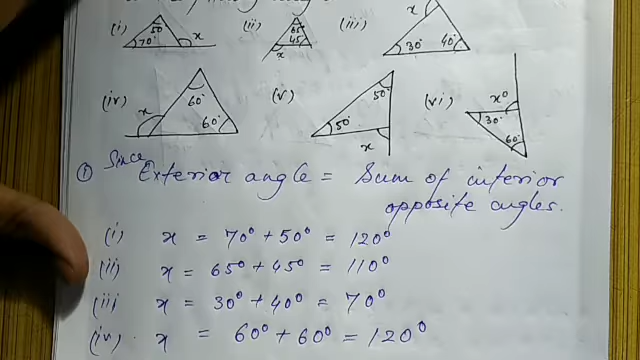 (i) 50° 70° x (ii) 65° 45° x (iii) x 30° 40°
(iv) x 60° 60° (v) 50° 50° x (vi) x° 30° 60°
① Since Exterior angle = Sum of interior
opposite angles.
(i) x = 70° + 50° = 120°
(ii) x = 65° + 45° = 110°
(iii) x = 30° + 40° = 70°
(iv). x = 60° + 60° = 120°